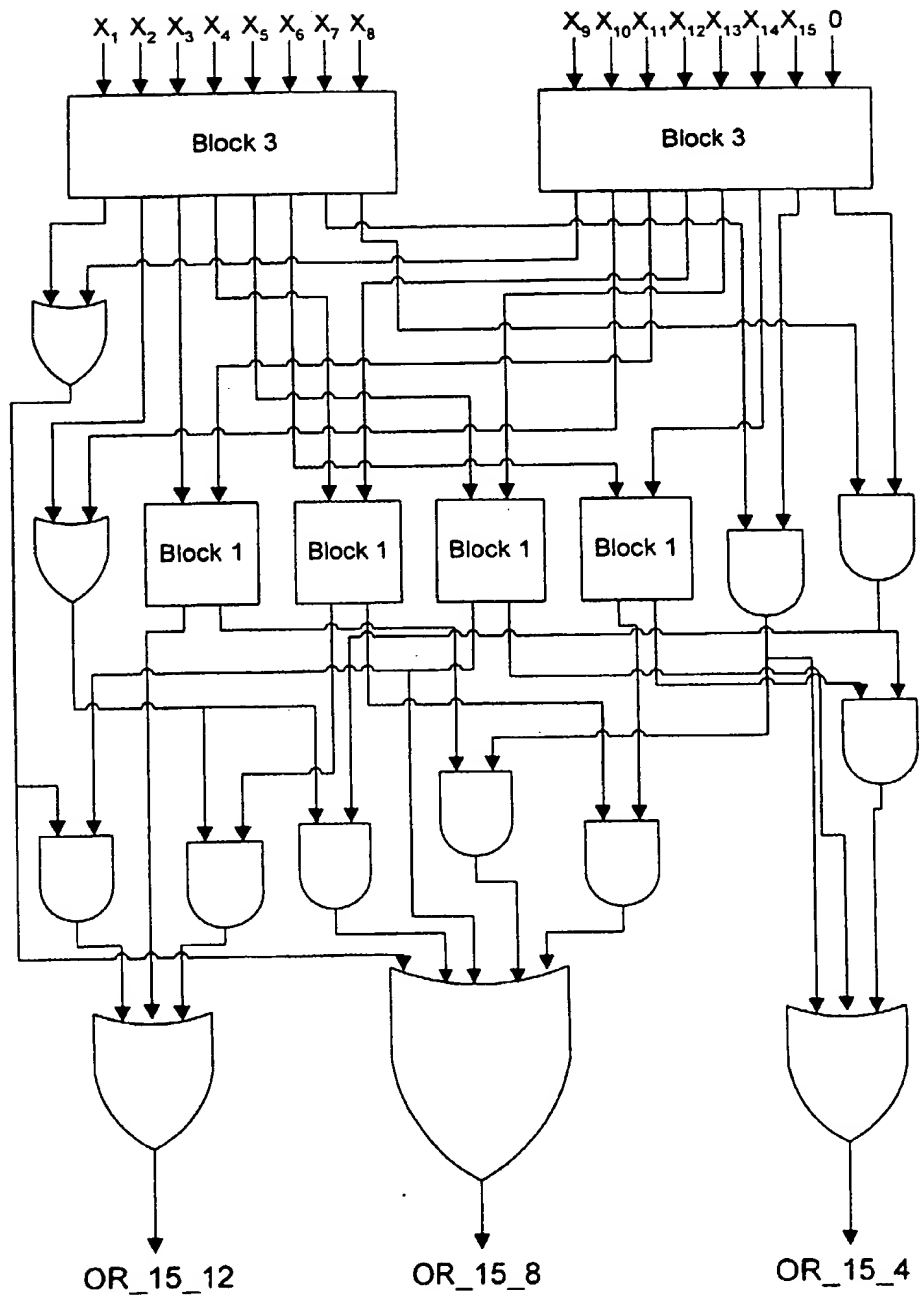 X₁ X₂ X₃ X₄ X₅ X₆ X₇ X₈ X₉ X₁₀ X₁₁ X₁₂ X₁₃ X₁₄ X₁₅ 0
Block 3 Block 3
Block 1 Block 1 Block 1 Block 1
OR_15_12 OR_15_8 OR_15_4